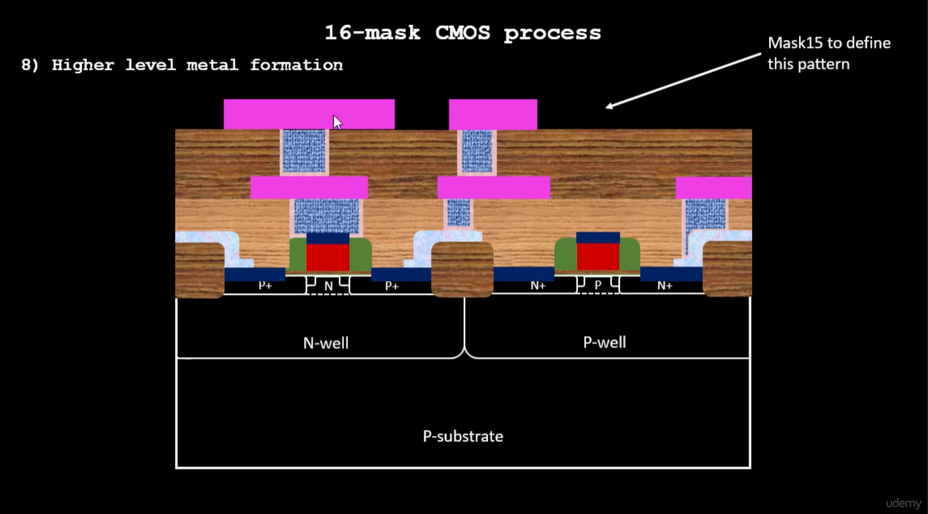 16-mask CMOS process
Mask15 to define
this pattern
8) Higher level metal formation
P+
N
P+
N+
P
N+
N-well
P-well
P-substrate
udemy